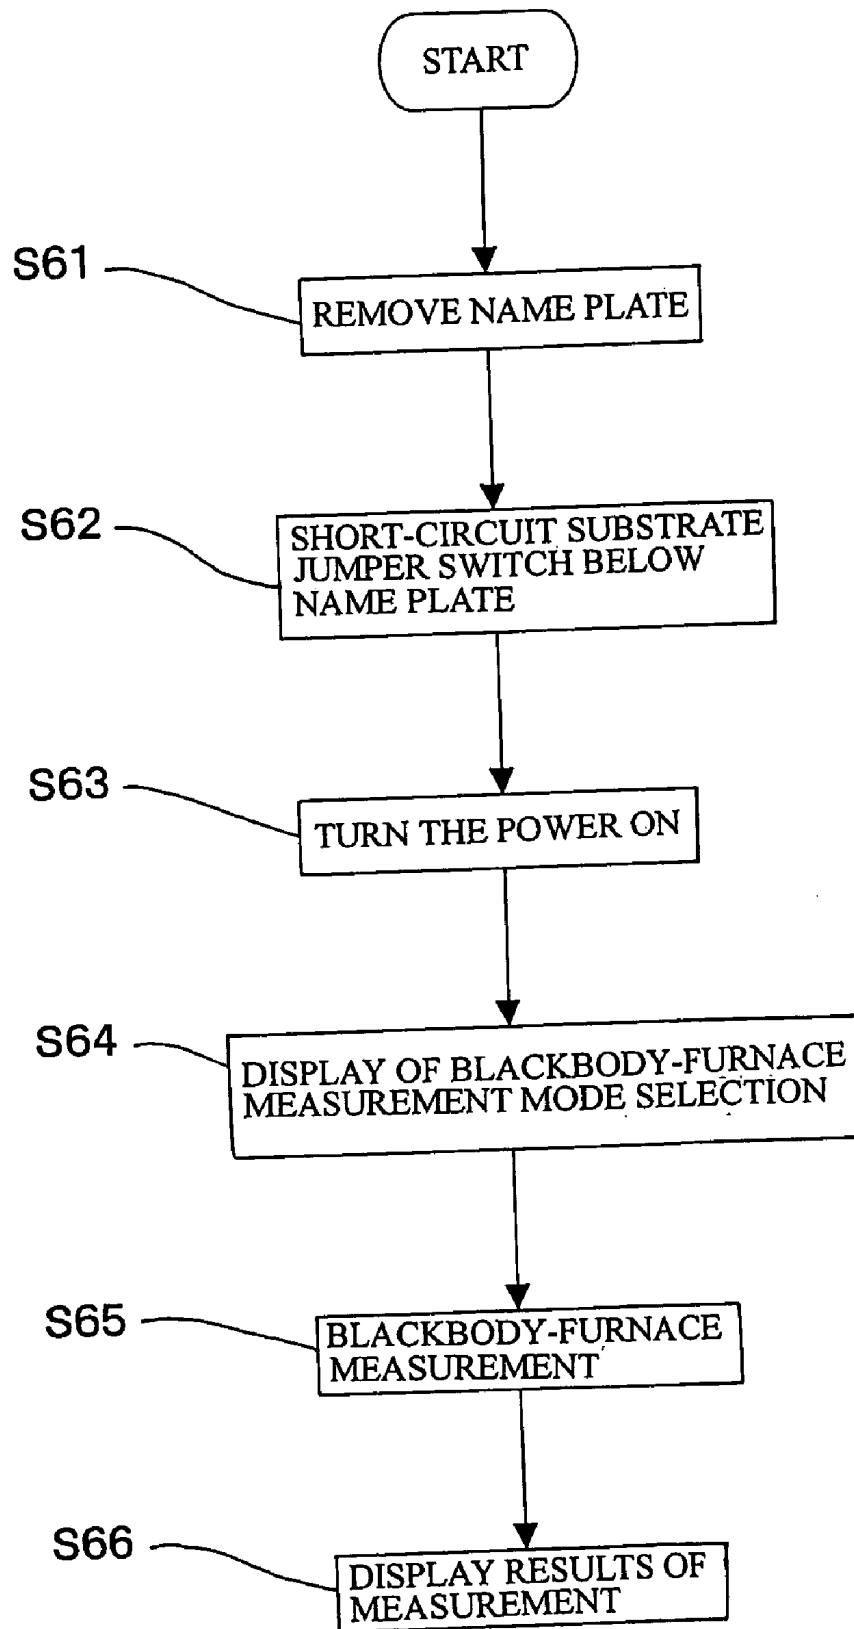 START
S61
REMOVE NAME PLATE
S62
SHORT-CIRCUIT SUBSTRATE
JUMPER SWITCH BELOW
NAME PLATE
S63
TURN THE POWER ON
S64
DISPLAY OF BLACKBODY-FURNACE
MEASUREMENT MODE SELECTION
S65
BLACKBODY-FURNACE
MEASUREMENT
S66
DISPLAY RESULTS OF
MEASUREMENT